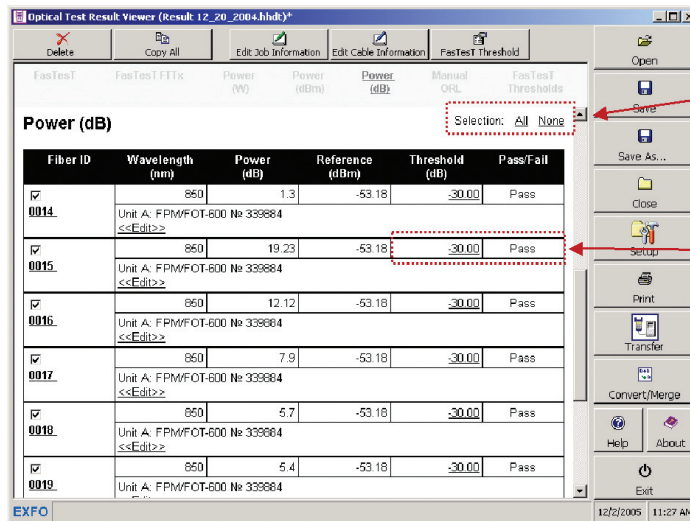 Optical Test Result Viewer (Result 12_20_2004.hhdt)*
Delete
Copy All
Edit Job Information
Edit Cable Information
FasTesT Threshold
FasTesT
FasTesT FTTx
Power (W)
Power (dBm)
Power (dB)
Manual ORL
FasTesT Thresholds
Power (dB)
Selection: All None
Fiber ID Wavelength (nm) Power (dB) Reference (dBm) Threshold (dB) Pass/Fail
0014 850 1.3 -53.18 -30.00 Pass
Unit A: FPM/FOT-600 № 339884
<<Edit>>
0015 850 19.23 -53.18 -30.00 Pass
Unit A: FPM/FOT-600 № 339884
<<Edit>>
0016 850 12.12 -53.18 -30.00 Pass
Unit A: FPM/FOT-600 № 339884
<<Edit>>
0017 850 7.9 -53.18 -30.00 Pass
Unit A: FPM/FOT-600 № 339884
<<Edit>>
0018 850 5.7 -53.18 -30.00 Pass
Unit A: FPM/FOT-600 № 339884
<<Edit>>
0019 850 5.4 -53.18 -30.00 Pass
Unit A: FPM/FOT-600 № 339884
Open
Save
Save As...
Close
Setup
Print
Transfer
Convert/Merge
Help
About
Exit
EXFO
12/2/2005 11:27 AM